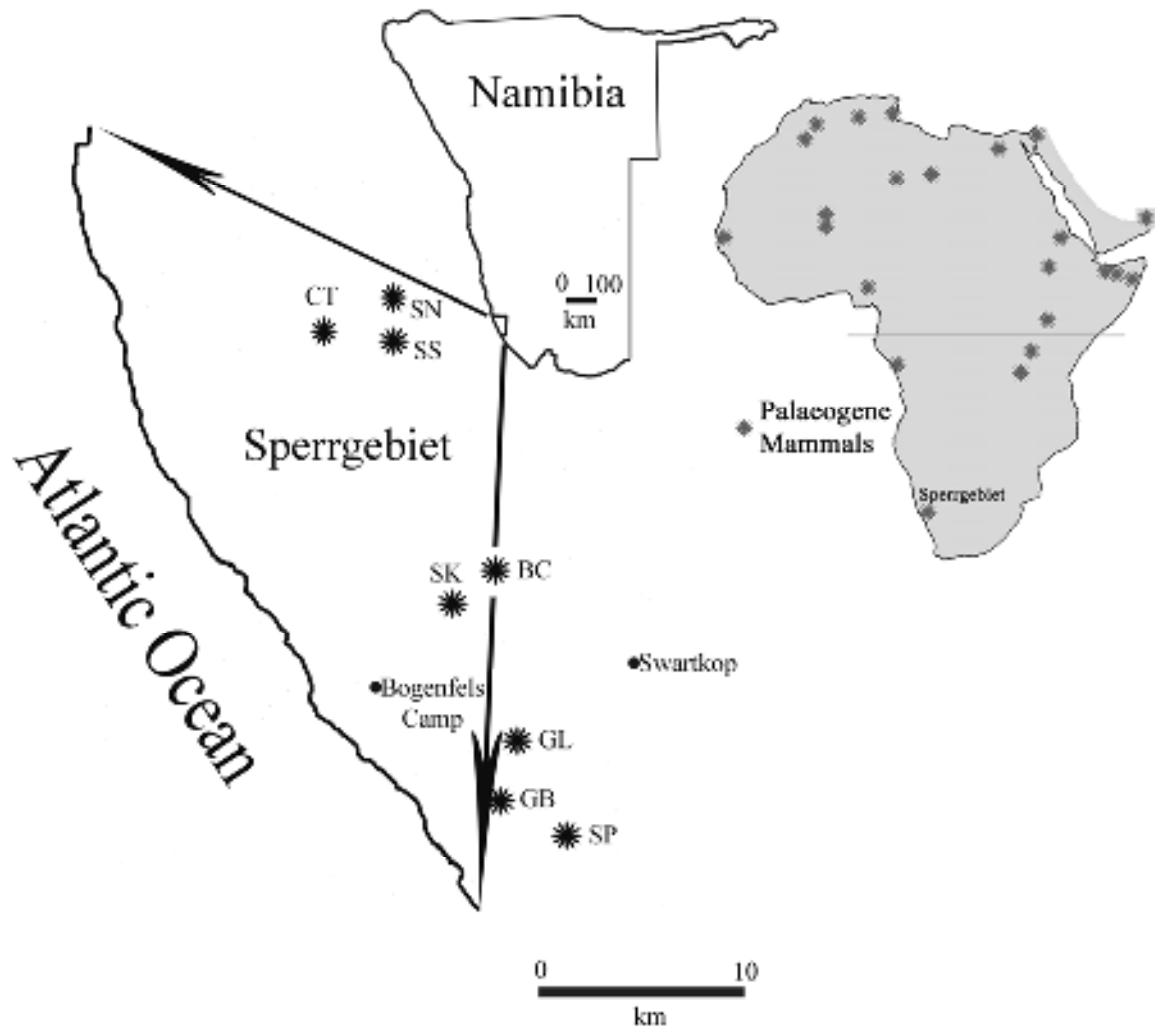 Namibia
0 100
km
CT
SN
SS
Sperrgebiet
Atlantic Ocean
SK
BC
Swartkop
Bogenfels
Camp
GL
GB
SP
0 10
km
Palaeogene
Mammals
Sperrgebiet